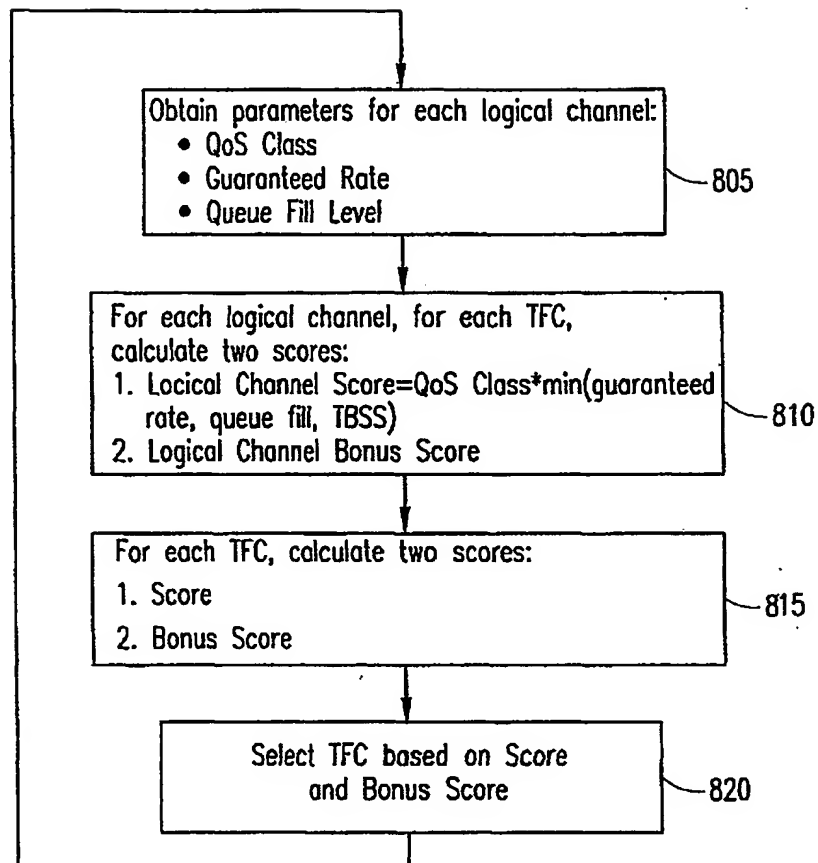 Obtain parameters for each logical channel:
• QoS Class
• Guaranteed Rate
• Queue Fill Level
805
For each logical channel, for each TFC,
calculate two scores:
1. Locical Channel Score=QoS Class*min(guaranteed
rate, queue fill, TBSS)
2. Logical Channel Bonus Score
810
For each TFC, calculate two scores:
1. Score
2. Bonus Score
815
Select TFC based on Score
and Bonus Score
820